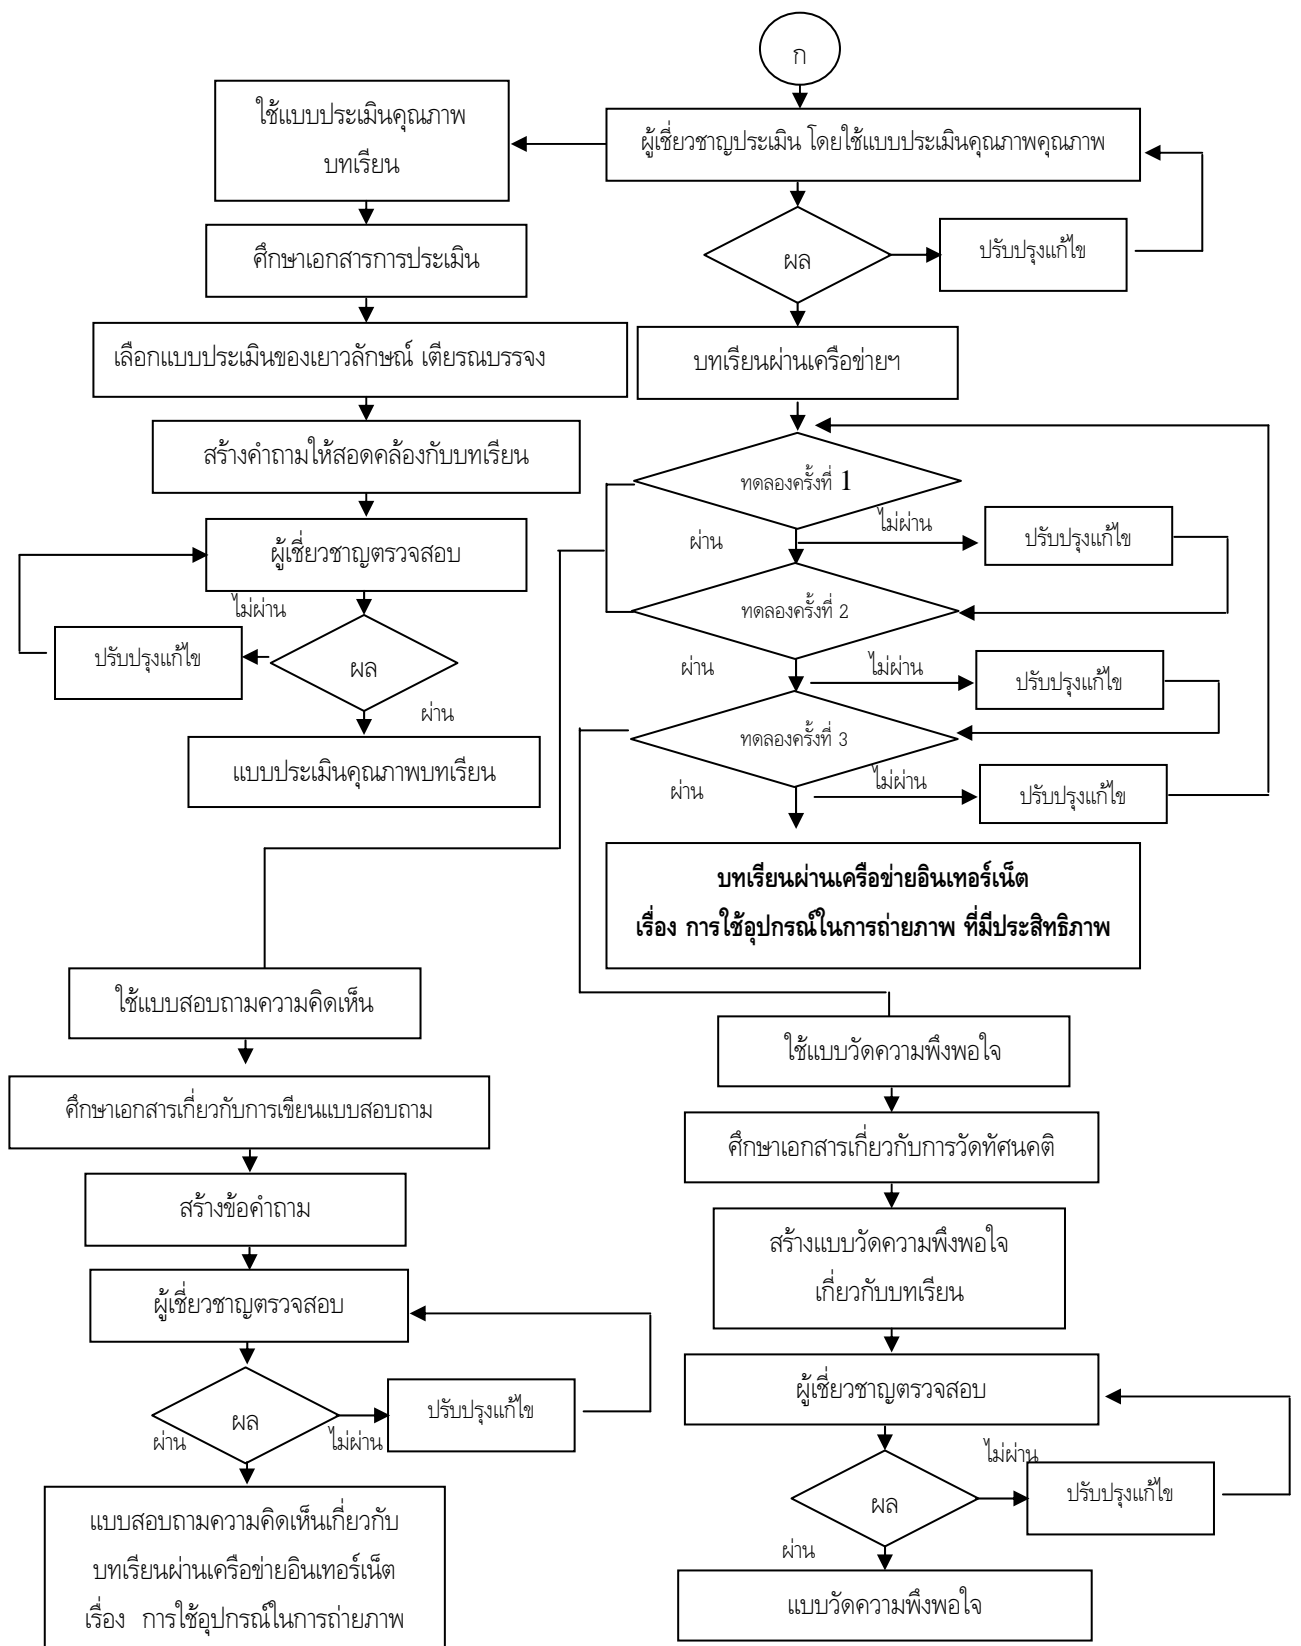 ก
ใช้แบบประเมินคุณภาพ
บทเรียน
ผู้เชี่ยวชาญประเมิน โดยใช้แบบประเมินคุณภาพคุณภาพ
ศึกษาเอกสารการประเมิน
ผล
ปรับปรุงแก้ไข
เลือกแบบประเมินของเยาวลักษณ์ เตียรณบรรจง
บทเรียนผ่านเครือข่ายฯ
สร้างคำถามให้สอดคล้องกับบทเรียน
ทดลองครั้งที่ 1
ผู้เชี่ยวชาญตรวจสอบ
ผ่าน
ไม่ผ่าน
ปรับปรุงแก้ไข
ไม่ผ่าน
ทดลองครั้งที่ 2
ปรับปรุงแก้ไข
ผล
ผ่าน
ไม่ผ่าน
ปรับปรุงแก้ไข
ผ่าน
ทดลองครั้งที่ 3
แบบประเมินคุณภาพบทเรียน
ผ่าน
ไม่ผ่าน
ปรับปรุงแก้ไข
บทเรียนผ่านเครือข่ายอินเทอร์เน็ต
เรื่อง การใช้อุปกรณ์ในการถ่ายภาพ ที่มีประสิทธิภาพ
ใช้แบบสอบถามความคิดเห็น
ใช้แบบวัดความพึงพอใจ
ศึกษาเอกสารเกี่ยวกับการเขียนแบบสอบถาม
ศึกษาเอกสารเกี่ยวกับการวัดทัศนคติ
สร้างข้อคำถาม
สร้างแบบวัดความพึงพอใจ
เกี่ยวกับบทเรียน
ผู้เชี่ยวชาญตรวจสอบ
ผู้เชี่ยวชาญตรวจสอบ
ผล
ปรับปรุงแก้ไข
ผ่าน
ไม่ผ่าน
ไม่ผ่าน
ผล
ปรับปรุงแก้ไข
แบบสอบถามความคิดเห็นเกี่ยวกับ
บทเรียนผ่านเครือข่ายอินเทอร์เน็ต
เรื่อง การใช้อุปกรณ์ในการถ่ายภาพ
ผ่าน
แบบวัดความพึงพอใจ